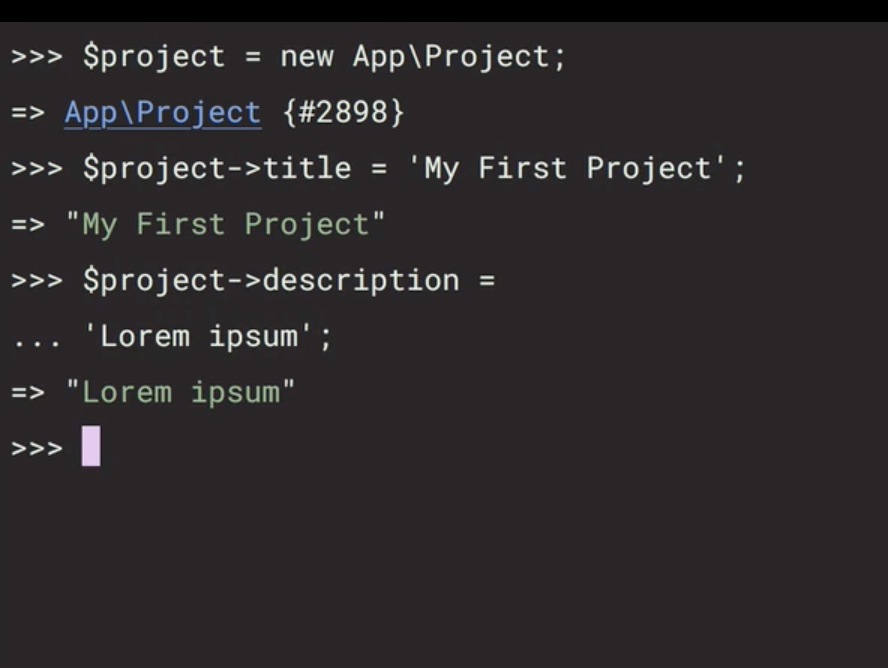 >>> $project = new App\Project;
=> App\Project {#2898}
>>> $project->title = 'My First Project';
=> "My First Project"
>>> $project->description =
... 'Lorem ipsum';
=> "Lorem ipsum"
>>>